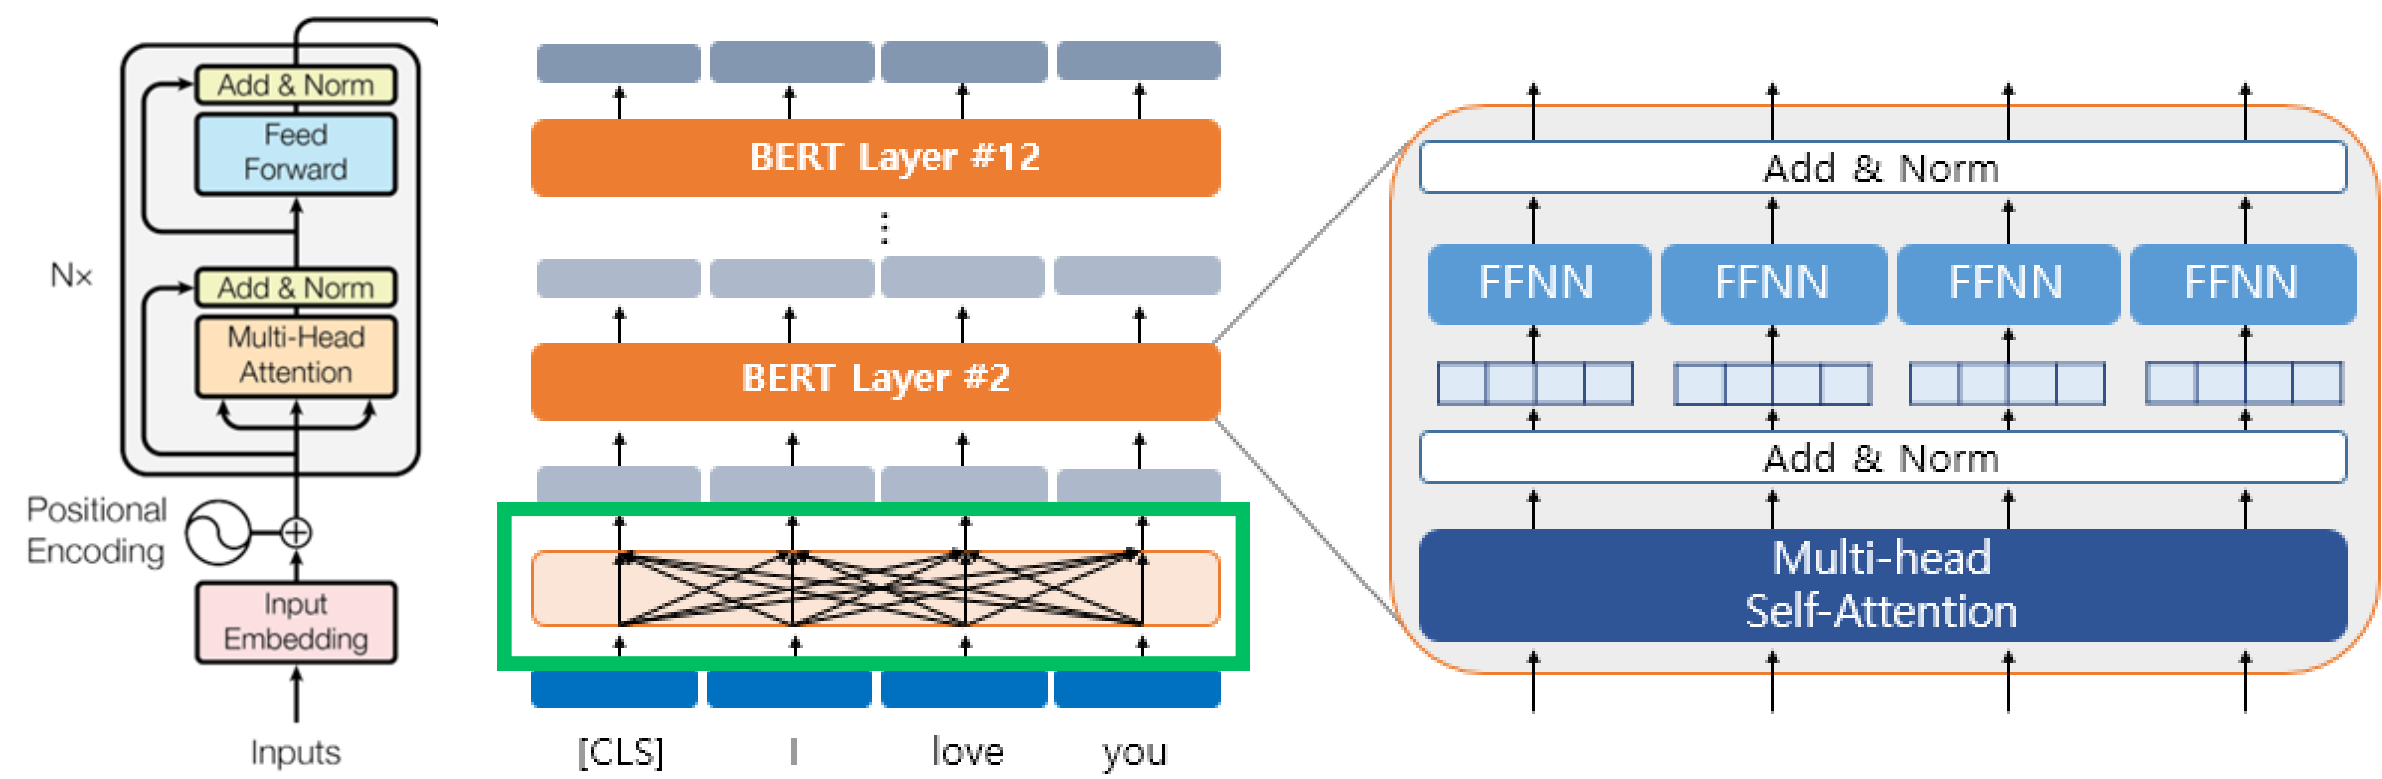 Add & Norm
Feed
Forward
N×
Add & Norm
Multi-Head
Attention
Positional
Encoding
Input
Embedding
Inputs
BERT Layer #12
⋮
BERT Layer #2
[CLS] I love you
Add & Norm
FFNN FFNN FFNN FFNN
Add & Norm
Multi-head
Self-Attention